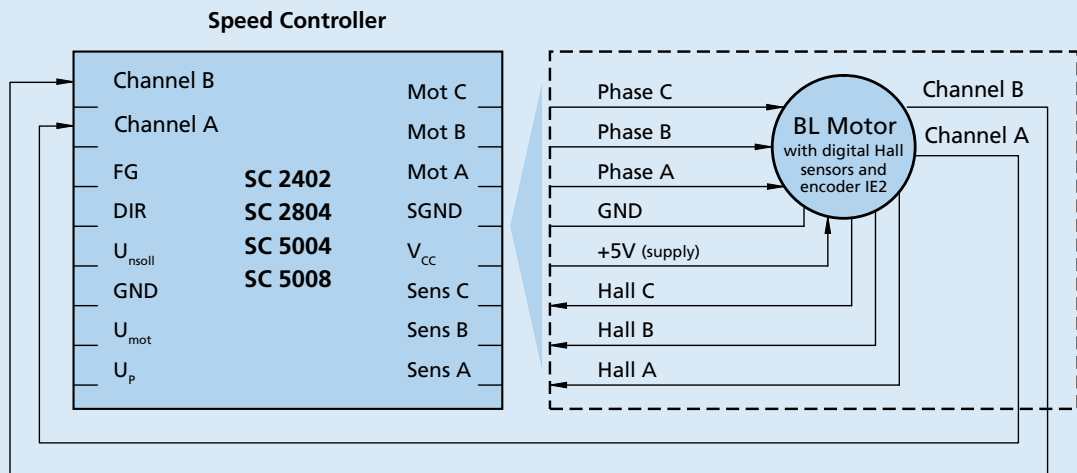 Speed Controller
Channel B
Channel A
FG
DIR
Unsoll
GND
Umot
UP
SC 2402
SC 2804
SC 5004
SC 5008
Mot C
Mot B
Mot A
SGND
VCC
Sens C
Sens B
Sens A
Phase C
Phase B
Phase A
GND
+5V (supply)
Hall C
Hall B
Hall A
BL Motor
with digital Hall
sensors and
encoder IE2
Channel B
Channel A